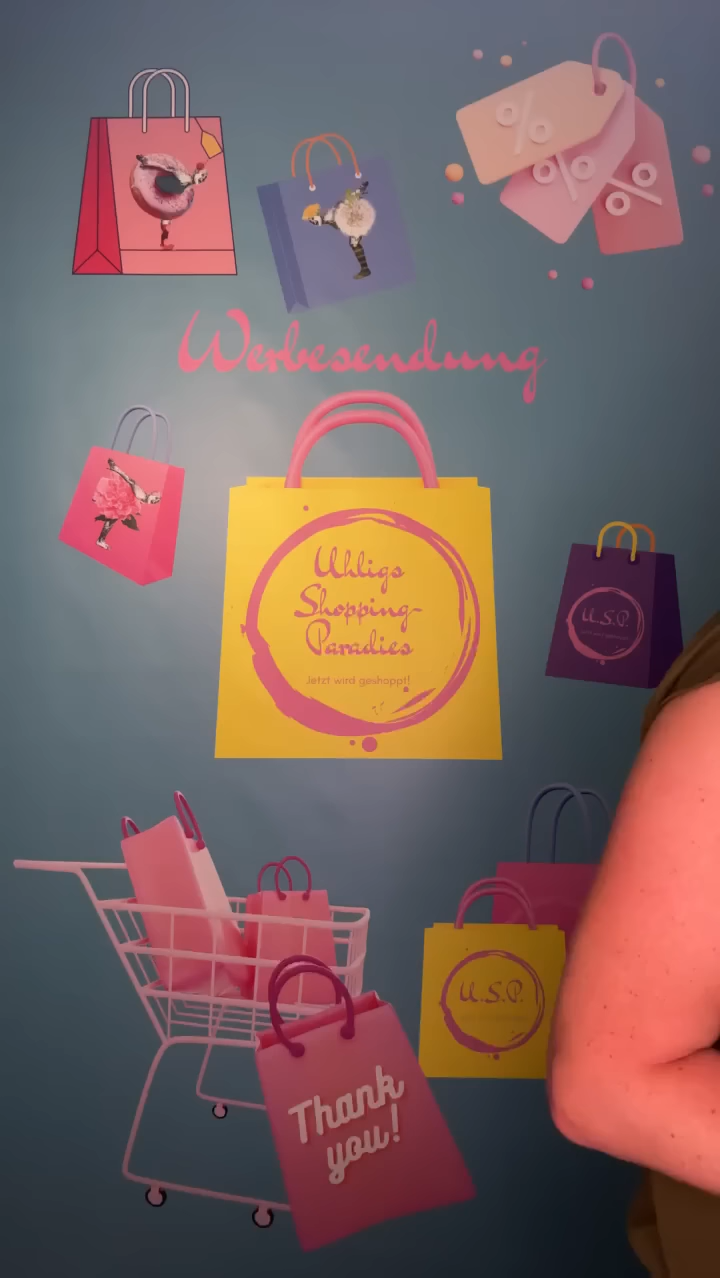 Werbesendung
Uhligs
Shopping-
Paradies
Jetzt wird geshoppt!
U.S.P.
U.S.P.
Thank
you!